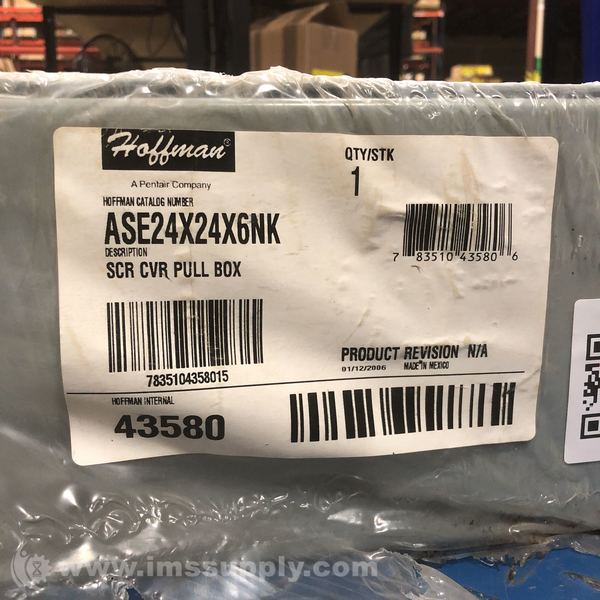 Hoffman®
A Pentair Company
HOFFMAN CATALOG NUMBER
ASE24X24X6NK
DESCRIPTION
SCR CVR PULL BOX
7835104358015
QTY/STK
1
7 83510 43580 6
PRODUCT REVISION N/A
01/12/2006 MADE IN MEXICO
HOFFMAN INTERNAL
43580
www.imssupply.com